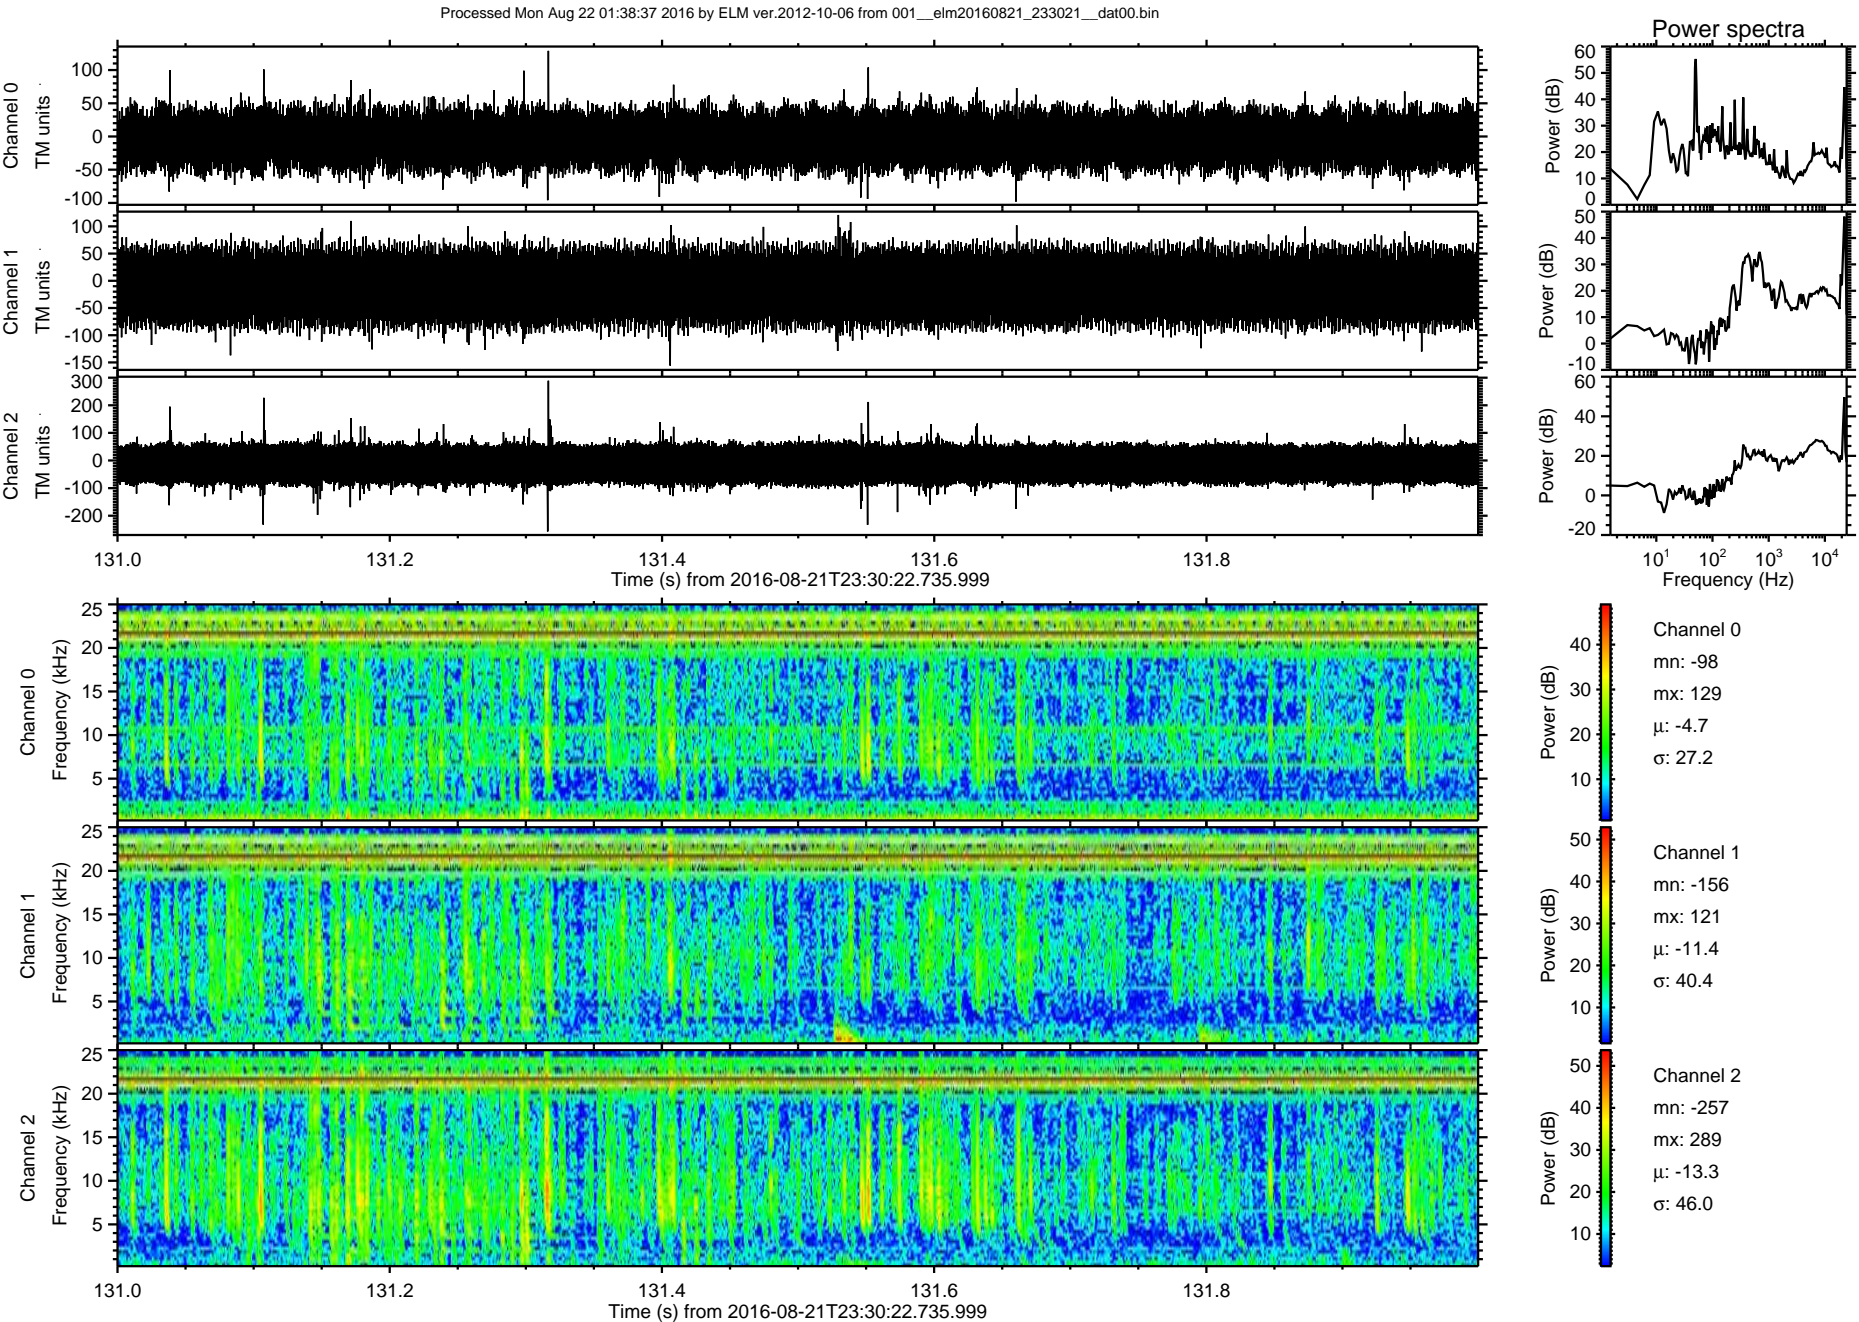 Processed Mon Aug 22 01:38:37 2016 by ELM ver.2012-10-06 from 001__elm20160821_233021__dat00.bin
Power spectra
Channel 0
TM units
100
50
0
-50
-100
Power (dB)
60
50
40
30
20
10
0
Channel 1
TM units
100
50
0
-50
-100
-150
Power (dB)
50
40
30
20
10
0
-10
Channel 2
TM units
300
200
100
0
-100
-200
Power (dB)
60
40
20
0
-20
131.0 131.2 131.4 131.6 131.8
Time (s) from 2016-08-21T23:30:22.735.999
10^1 10^2 10^3 10^4
Frequency (Hz)
Channel 0
Frequency (kHz)
25
20
15
10
5
Power (dB)
40
30
20
10
Channel 0
mn: -98
mx: 129
μ: -4.7
σ: 27.2
Channel 1
Frequency (kHz)
25
20
15
10
5
Power (dB)
50
40
30
20
10
Channel 1
mn: -156
mx: 121
μ: -11.4
σ: 40.4
Channel 2
Frequency (kHz)
25
20
15
10
5
Power (dB)
50
40
30
20
10
Channel 2
mn: -257
mx: 289
μ: -13.3
σ: 46.0
131.0 131.2 131.4 131.6 131.8
Time (s) from 2016-08-21T23:30:22.735.999